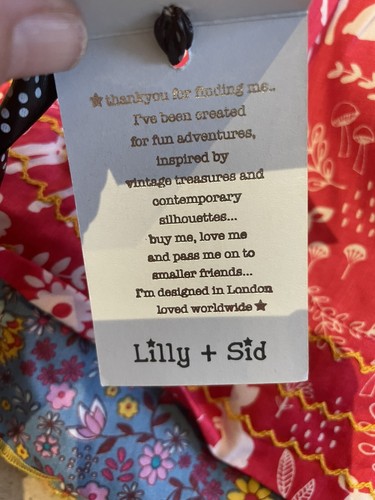 ★ thankyou for finding me..
I've been created
for fun adventures,
inspired by
vintage treasures and
contemporary
silhouettes...
buy me, love me
and pass me on to
smaller friends...
I'm designed in London
loved worldwide ★
Lilly + Sid